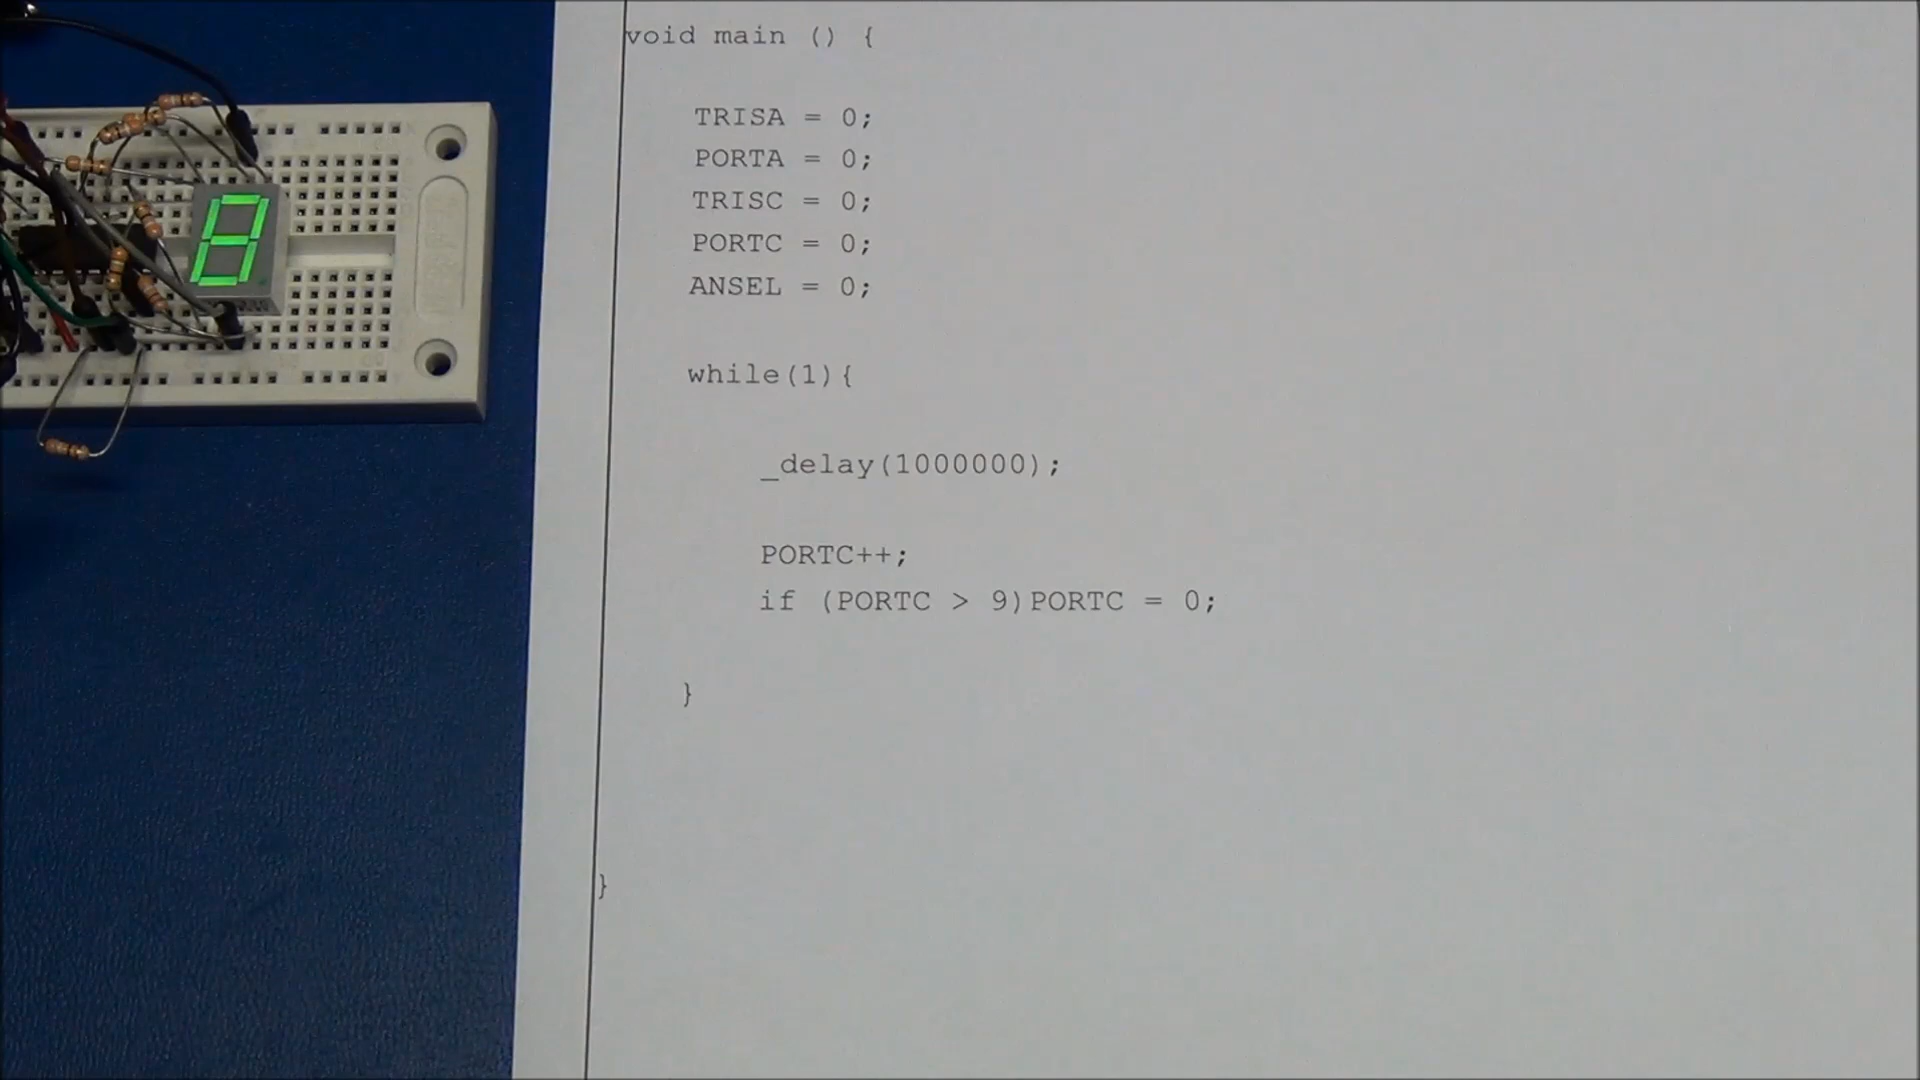 void main () {
TRISA = 0;
PORTA = 0;
TRISC = 0;
PORTC = 0;
ANSEL = 0;
while(1){
_delay(1000000);
PORTC++;
if (PORTC > 9)PORTC = 0;
}
}
8